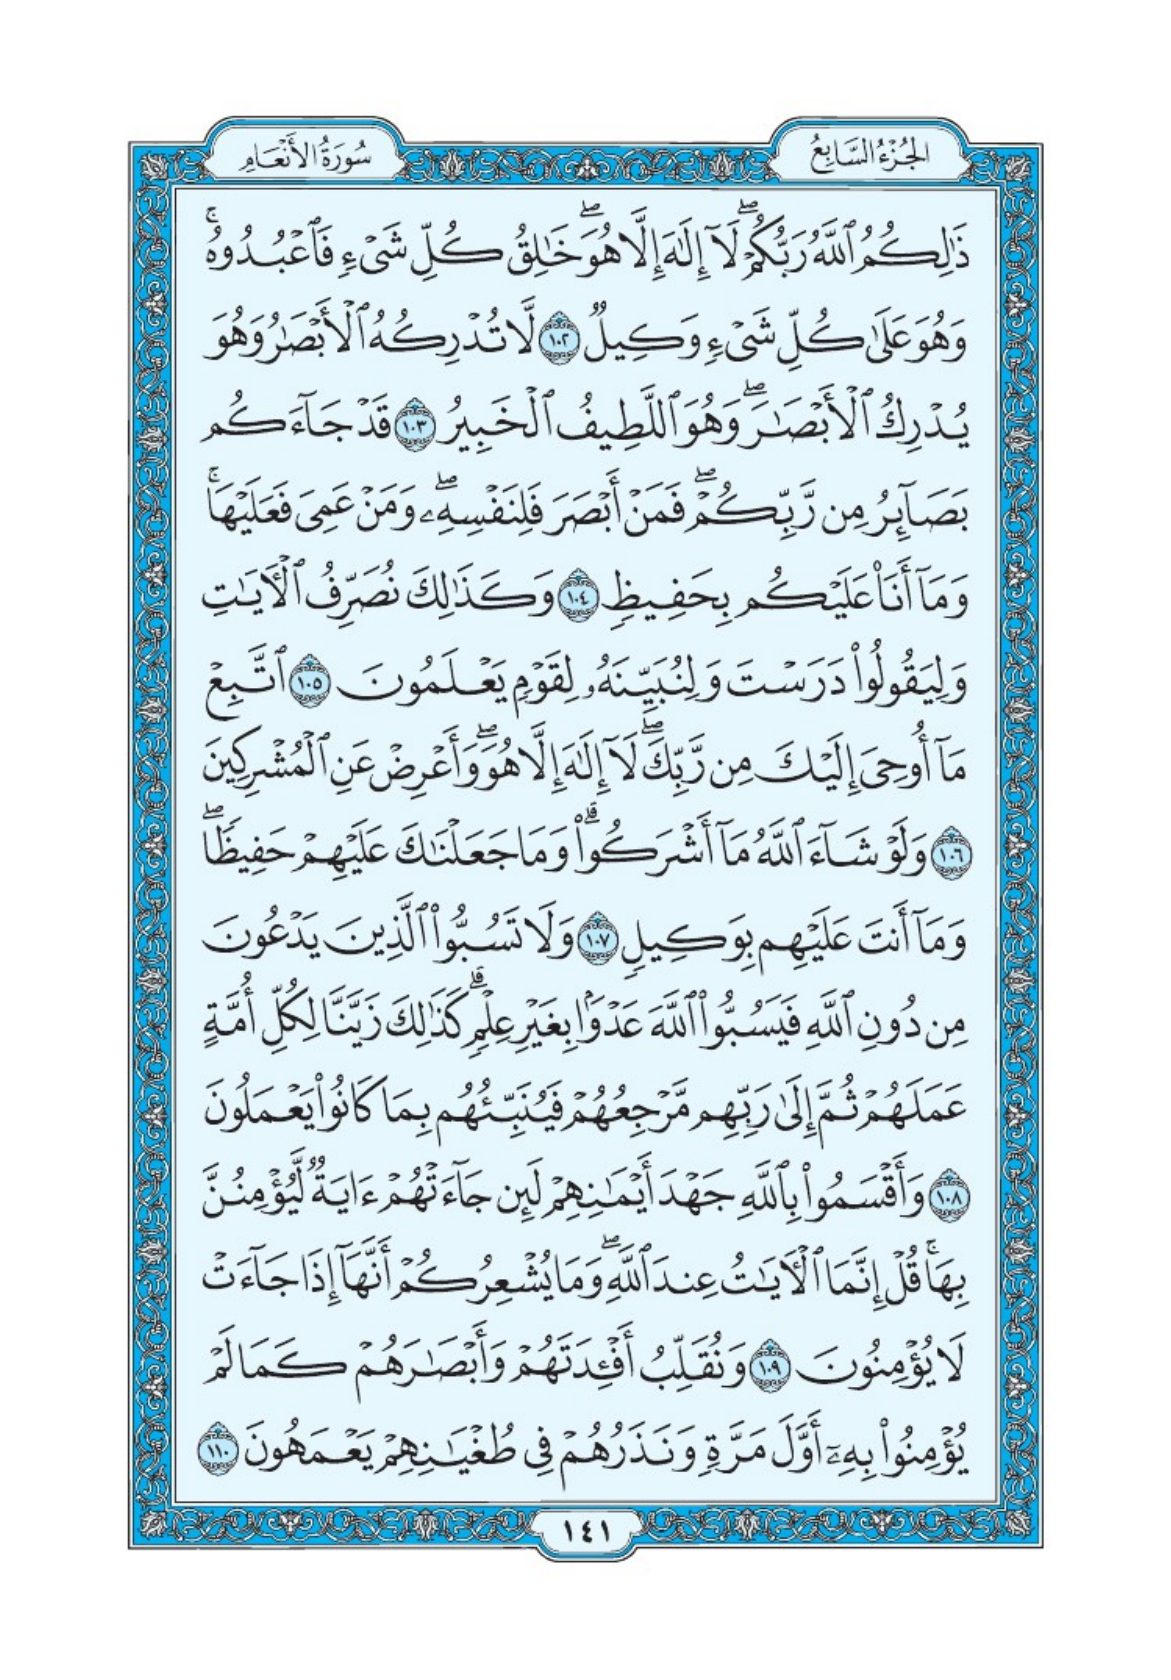 الجُزْءُ السَّابِعُ
سُورَةُ الأَنْعَام
ذَٰلِكُمُ ٱللَّهُ رَبُّكُمْۖ لَآ إِلَٰهَ إِلَّا هُوَۖ خَٰلِقُ كُلِّ شَىْءٍ فَٱعْبُدُوهُۚ
وَهُوَ عَلَىٰ كُلِّ شَىْءٍ وَكِيلٌ ١٠٢ لَّا تُدْرِكُهُ ٱلْأَبْصَٰرُ وَهُوَ
يُدْرِكُ ٱلْأَبْصَٰرَۖ وَهُوَ ٱللَّطِيفُ ٱلْخَبِيرُ ١٠٣ قَدْ جَآءَكُم
بَصَآئِرُ مِن رَّبِّكُمْۖ فَمَنْ أَبْصَرَ فَلِنَفْسِهِۦۖ وَمَنْ عَمِىَ فَعَلَيْهَاۚ
وَمَآ أَنَا۠ عَلَيْكُم بِحَفِيظٍ ١٠٤ وَكَذَٰلِكَ نُصَرِّفُ ٱلْءَايَٰتِ
وَلِيَقُولُوا۟ دَرَسْتَ وَلِنُبَيِّنَهُۥ لِقَوْمٍ يَعْلَمُونَ ١٠٥ ٱتَّبِعْ
مَآ أُوحِىَ إِلَيْكَ مِن رَّبِّكَۖ لَآ إِلَٰهَ إِلَّا هُوَۖ وَأَعْرِضْ عَنِ ٱلْمُشْرِكِينَ
١٠٦ وَلَوْ شَآءَ ٱللَّهُ مَآ أَشْرَكُوا۟ۗ وَمَا جَعَلْنَٰكَ عَلَيْهِمْ حَفِيظًاۖ
وَمَآ أَنتَ عَلَيْهِم بِوَكِيلٍ ١٠٧ وَلَا تَسُبُّوا۟ ٱلَّذِينَ يَدْعُونَ
مِن دُونِ ٱللَّهِ فَيَسُبُّوا۟ ٱللَّهَ عَدْوًۢا بِغَيْرِ عِلْمٍۗ كَذَٰلِكَ زَيَّنَّا لِكُلِّ أُمَّةٍ
عَمَلَهُمْ ثُمَّ إِلَىٰ رَبِّهِم مَّرْجِعُهُمْ فَيُنَبِّئُهُم بِمَا كَانُوا۟ يَعْمَلُونَ
١٠٨ وَأَقْسَمُوا۟ بِٱللَّهِ جَهْدَ أَيْمَٰنِهِمْ لَئِن جَآءَتْهُمْ ءَايَةٌ لَّيُؤْمِنُنَّ
بِهَاۚ قُلْ إِنَّمَا ٱلْءَايَٰتُ عِندَ ٱللَّهِۖ وَمَا يُشْعِرُكُمْ أَنَّهَآ إِذَا جَآءَتْ
لَا يُؤْمِنُونَ ١٠٩ وَنُقَلِّبُ أَفْـِٔدَتَهُمْ وَأَبْصَٰرَهُمْ كَمَا لَمْ
يُؤْمِنُوا۟ بِهِۦٓ أَوَّلَ مَرَّةٍ وَنَذَرُهُمْ فِى طُغْيَٰنِهِمْ يَعْمَهُونَ ١١٠
١٤١